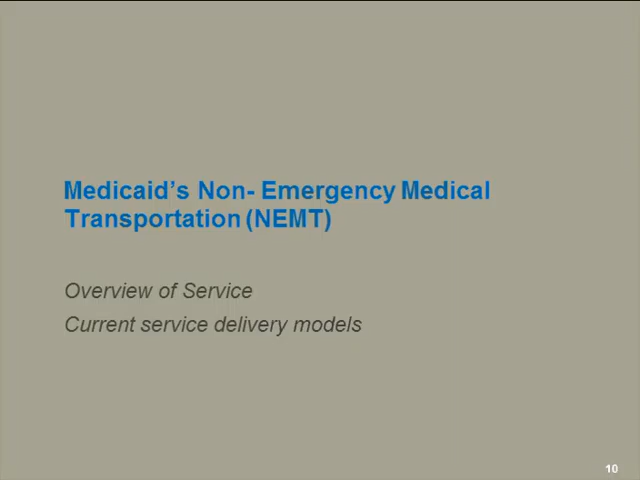 Medicaid’s Non- Emergency Medical
Transportation (NEMT)
Overview of Service
Current service delivery models
10